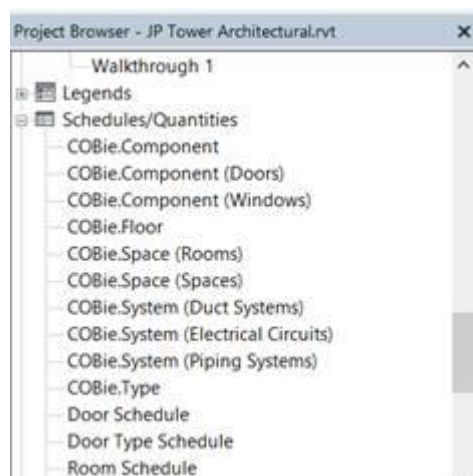 Project Browser - JP Tower Architectural.rvt
Walkthrough 1
Legends
Schedules/Quantities
COBie.Component
COBie.Component (Doors)
COBie.Component (Windows)
COBie.Floor
COBie.Space (Rooms)
COBie.Space (Spaces)
COBie.System (Duct Systems)
COBie.System (Electrical Circuits)
COBie.System (Piping Systems)
COBie.Type
Door Schedule
Door Type Schedule
Room Schedule